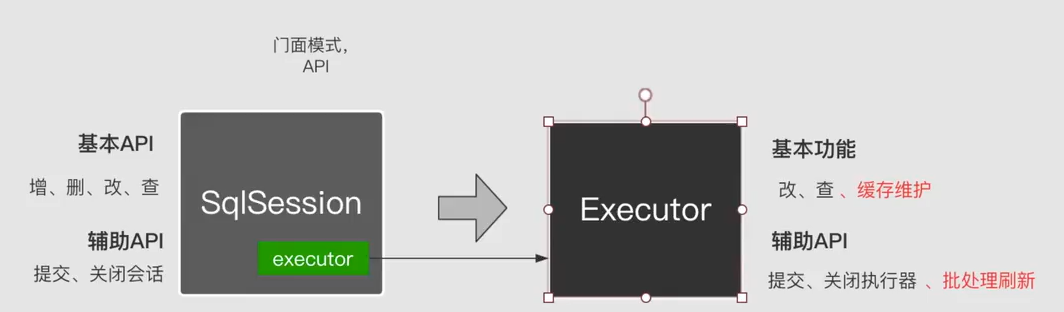 门面模式，
API
基本API
增、删、改、查
辅助API
提交、关闭会话
SqlSession
executor
Executor
基本功能
改、查 、缓存维护
辅助API
提交、关闭执行器 、批处理刷新